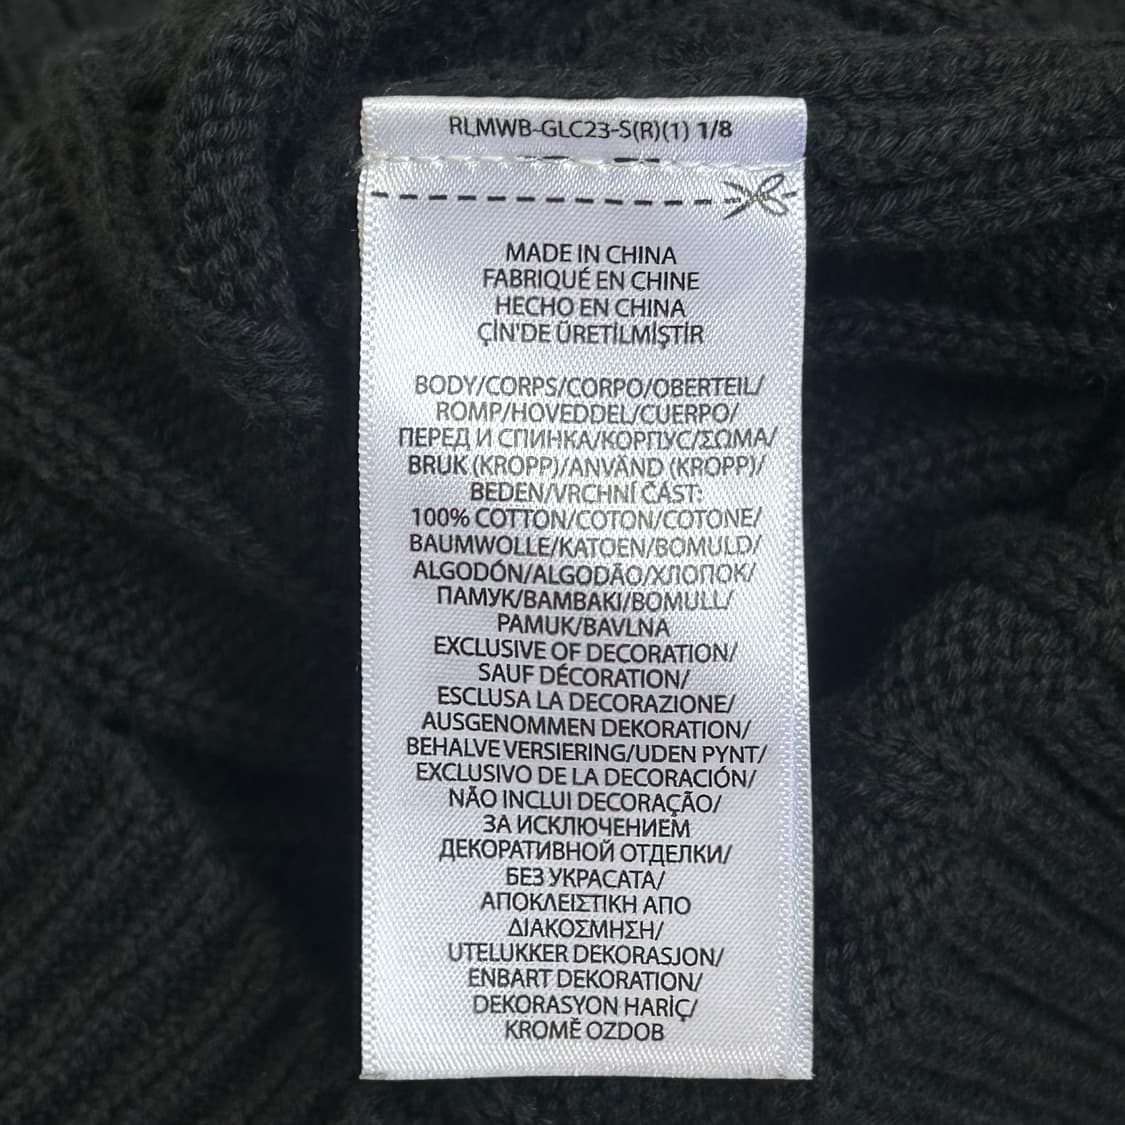 RLMWB-GLC23-S(R)(1) 1/8
MADE IN CHINA
FABRIQUÉ EN CHINE
HECHO EN CHINA
ÇİN'DE ÜRETİLMİŞTİR
BODY/CORPS/CORPO/OBERTEIL/
ROMP/HOVEDDEL/CUERPO/
ПЕРЕД И СПИНКА/КОРПУС/ΣΩΜΑ/
BRUK (KROPP)/ANVÄND (KROPP)/
BEDEN/VRCHNÍ ČÁST:
100% COTTON/COTON/COTONE/
BAUMWOLLE/KATOEN/BOMULD/
ALGODÓN/ALGODÃO/ХЛОПОК/
ПАМУК/ΒΑΜΒΑΚΙ/BOMULL/
PAMUK/BAVLNA
EXCLUSIVE OF DECORATION/
SAUF DÉCORATION/
ESCLUSA LA DECORAZIONE/
AUSGENOMMEN DEKORATION/
BEHALVE VERSIERING/UDEN PYNT/
EXCLUSIVO DE LA DECORACIÓN/
NÃO INCLUI DECORAÇÃO/
ЗА ИСКЛЮЧЕНИЕМ
ДЕКОРАТИВНОЙ ОТДЕЛКИ/
БЕЗ УКРАСАТА/
ΑΠΟΚΛΕΙΣΤΙΚΗ ΑΠΟ
ΔΙΑΚΟΣΜΗΣΗ/
UTELUKKER DEKORASJON/
ENBART DEKORATION/
DEKORASYON HARİÇ/
KROMĚ OZDOB